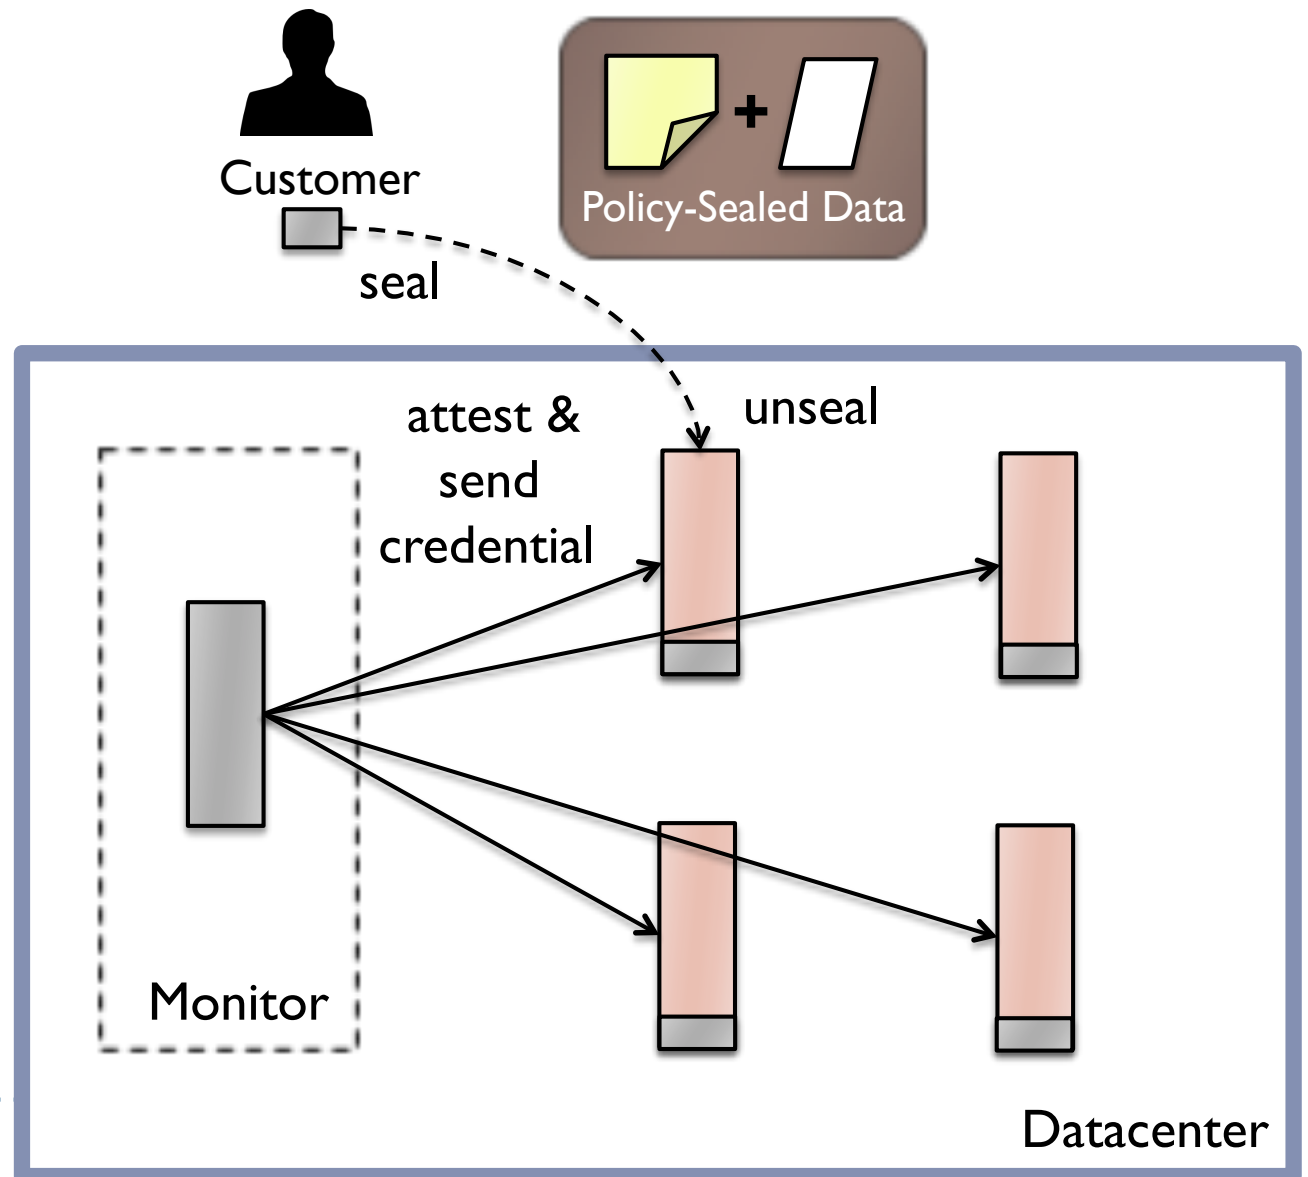 Customer
+
Policy-Sealed Data
seal
attest &
send
credential
unseal
Monitor
Datacenter